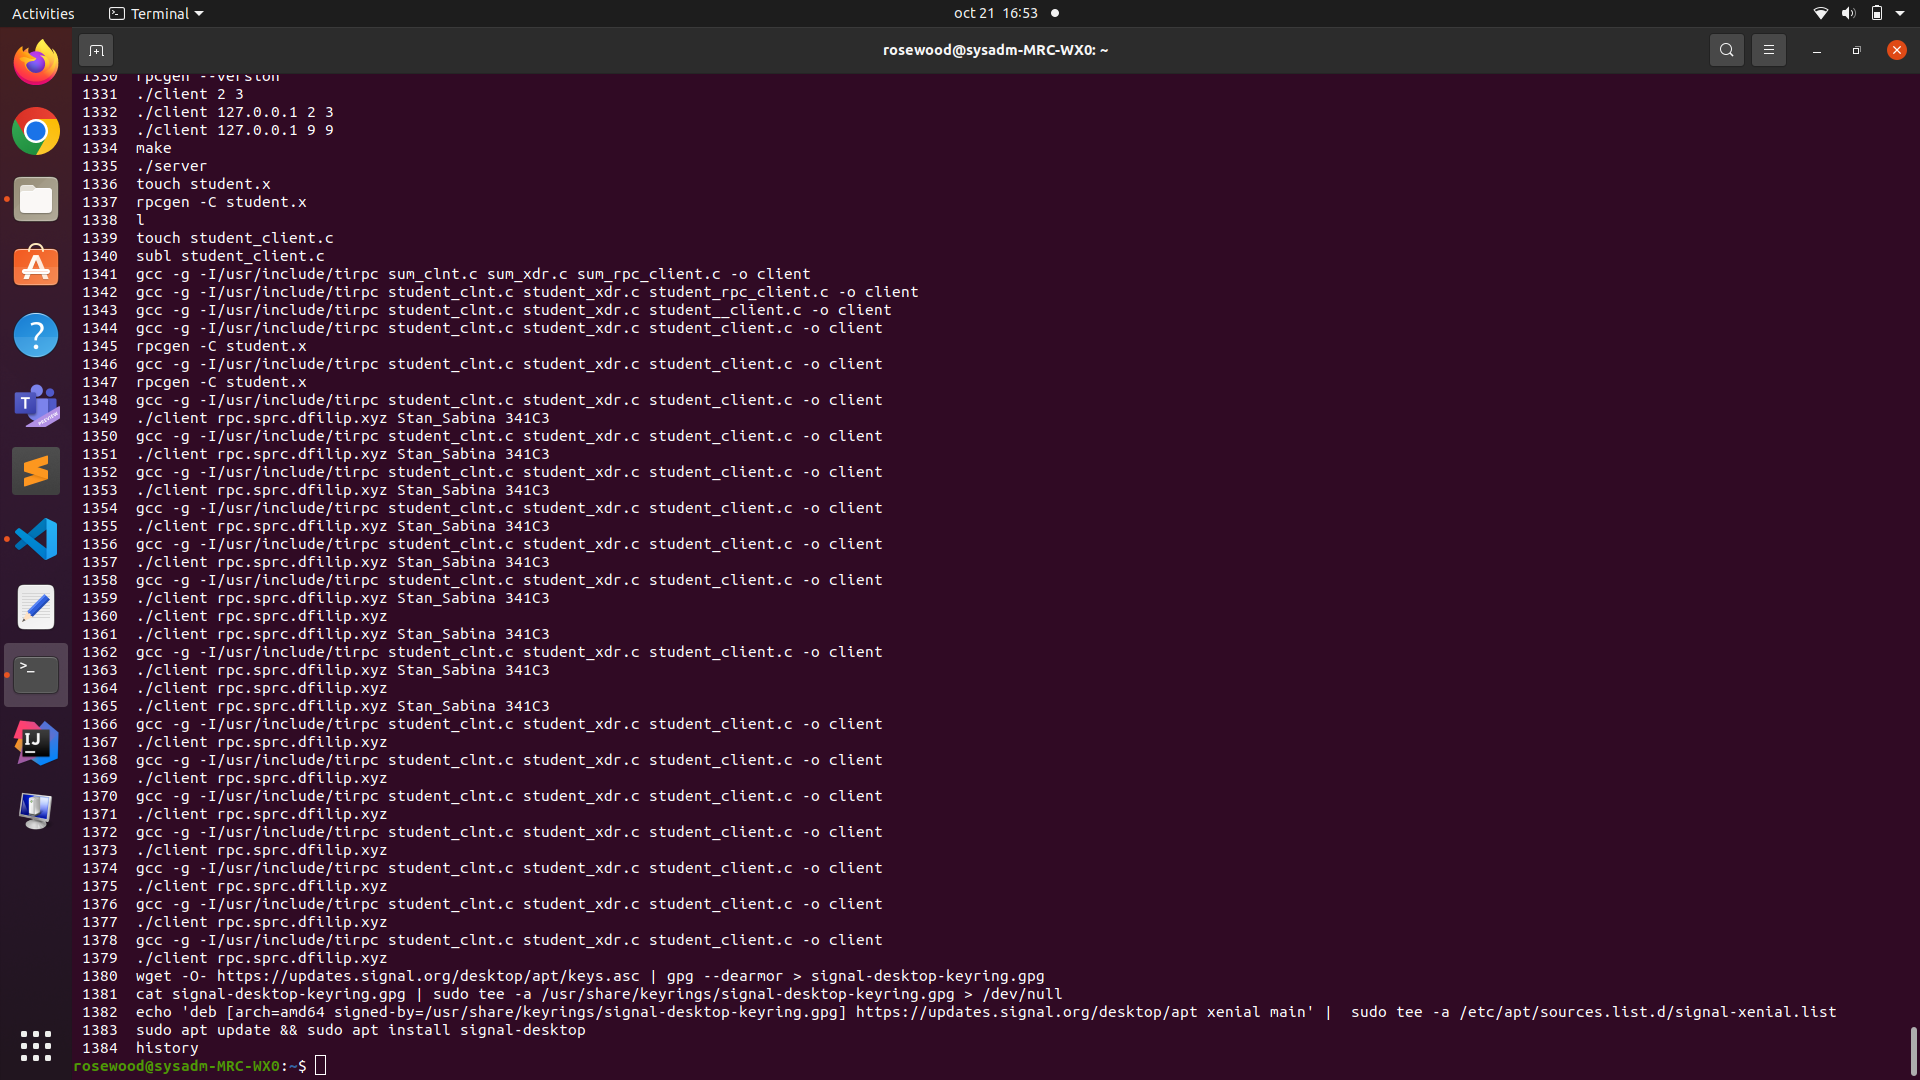 Activities
Terminal
oct 21 16:53
rosewood@sysadm-MRC-WX0: ~
1330 rpcgen --version
1331 ./client 2 3
1332 ./client 127.0.0.1 2 3
1333 ./client 127.0.0.1 9 9
1334 make
1335 ./server
1336 touch student.x
1337 rpcgen -C student.x
1338 l
1339 touch student_client.c
1340 subl student_client.c
1341 gcc -g -I/usr/include/tirpc sum_clnt.c sum_xdr.c sum_rpc_client.c -o client
1342 gcc -g -I/usr/include/tirpc student_clnt.c student_xdr.c student_rpc_client.c -o client
1343 gcc -g -I/usr/include/tirpc student_clnt.c student_xdr.c student__client.c -o client
1344 gcc -g -I/usr/include/tirpc student_clnt.c student_xdr.c student_client.c -o client
1345 rpcgen -C student.x
1346 gcc -g -I/usr/include/tirpc student_clnt.c student_xdr.c student_client.c -o client
1347 rpcgen -C student.x
1348 gcc -g -I/usr/include/tirpc student_clnt.c student_xdr.c student_client.c -o client
1349 ./client rpc.sprc.dfilip.xyz Stan_Sabina 341C3
1350 gcc -g -I/usr/include/tirpc student_clnt.c student_xdr.c student_client.c -o client
1351 ./client rpc.sprc.dfilip.xyz Stan_Sabina 341C3
1352 gcc -g -I/usr/include/tirpc student_clnt.c student_xdr.c student_client.c -o client
1353 ./client rpc.sprc.dfilip.xyz Stan_Sabina 341C3
1354 gcc -g -I/usr/include/tirpc student_clnt.c student_xdr.c student_client.c -o client
1355 ./client rpc.sprc.dfilip.xyz Stan_Sabina 341C3
1356 gcc -g -I/usr/include/tirpc student_clnt.c student_xdr.c student_client.c -o client
1357 ./client rpc.sprc.dfilip.xyz Stan_Sabina 341C3
1358 gcc -g -I/usr/include/tirpc student_clnt.c student_xdr.c student_client.c -o client
1359 ./client rpc.sprc.dfilip.xyz Stan_Sabina 341C3
1360 ./client rpc.sprc.dfilip.xyz
1361 ./client rpc.sprc.dfilip.xyz Stan_Sabina 341C3
1362 gcc -g -I/usr/include/tirpc student_clnt.c student_xdr.c student_client.c -o client
1363 ./client rpc.sprc.dfilip.xyz Stan_Sabina 341C3
1364 ./client rpc.sprc.dfilip.xyz
1365 ./client rpc.sprc.dfilip.xyz Stan_Sabina 341C3
1366 gcc -g -I/usr/include/tirpc student_clnt.c student_xdr.c student_client.c -o client
1367 ./client rpc.sprc.dfilip.xyz
1368 gcc -g -I/usr/include/tirpc student_clnt.c student_xdr.c student_client.c -o client
1369 ./client rpc.sprc.dfilip.xyz
1370 gcc -g -I/usr/include/tirpc student_clnt.c student_xdr.c student_client.c -o client
1371 ./client rpc.sprc.dfilip.xyz
1372 gcc -g -I/usr/include/tirpc student_clnt.c student_xdr.c student_client.c -o client
1373 ./client rpc.sprc.dfilip.xyz
1374 gcc -g -I/usr/include/tirpc student_clnt.c student_xdr.c student_client.c -o client
1375 ./client rpc.sprc.dfilip.xyz
1376 gcc -g -I/usr/include/tirpc student_clnt.c student_xdr.c student_client.c -o client
1377 ./client rpc.sprc.dfilip.xyz
1378 gcc -g -I/usr/include/tirpc student_clnt.c student_xdr.c student_client.c -o client
1379 ./client rpc.sprc.dfilip.xyz
1380 wget -O- https://updates.signal.org/desktop/apt/keys.asc | gpg --dearmor > signal-desktop-keyring.gpg
1381 cat signal-desktop-keyring.gpg | sudo tee -a /usr/share/keyrings/signal-desktop-keyring.gpg > /dev/null
1382 echo 'deb [arch=amd64 signed-by=/usr/share/keyrings/signal-desktop-keyring.gpg] https://updates.signal.org/desktop/apt xenial main' |  sudo tee -a /etc/apt/sources.list.d/signal-xenial.list
1383 sudo apt update && sudo apt install signal-desktop
1384 history
rosewood@sysadm-MRC-WX0:~$